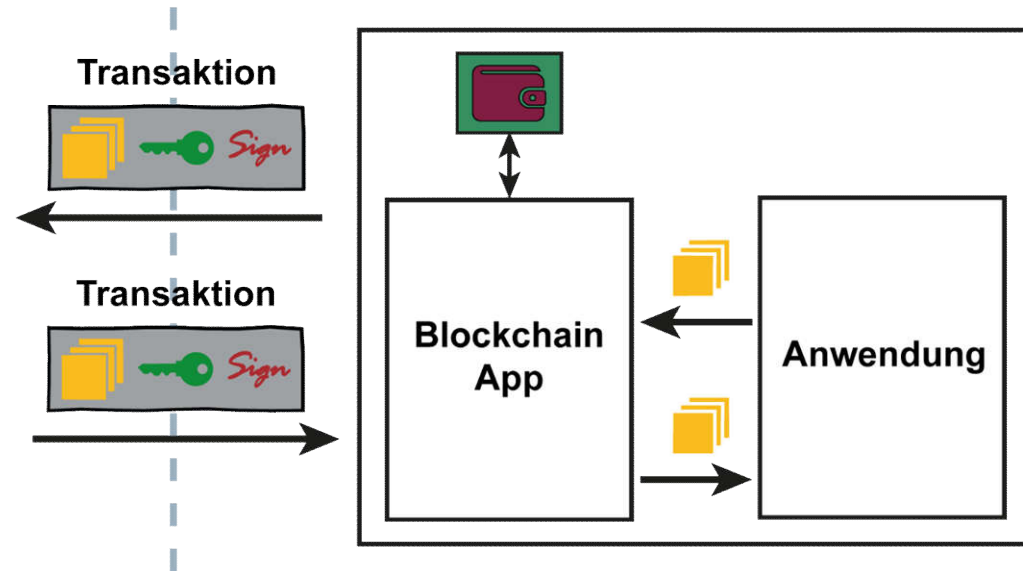 Transaktion
Sign
Transaktion
Sign
Blockchain
App
Anwendung